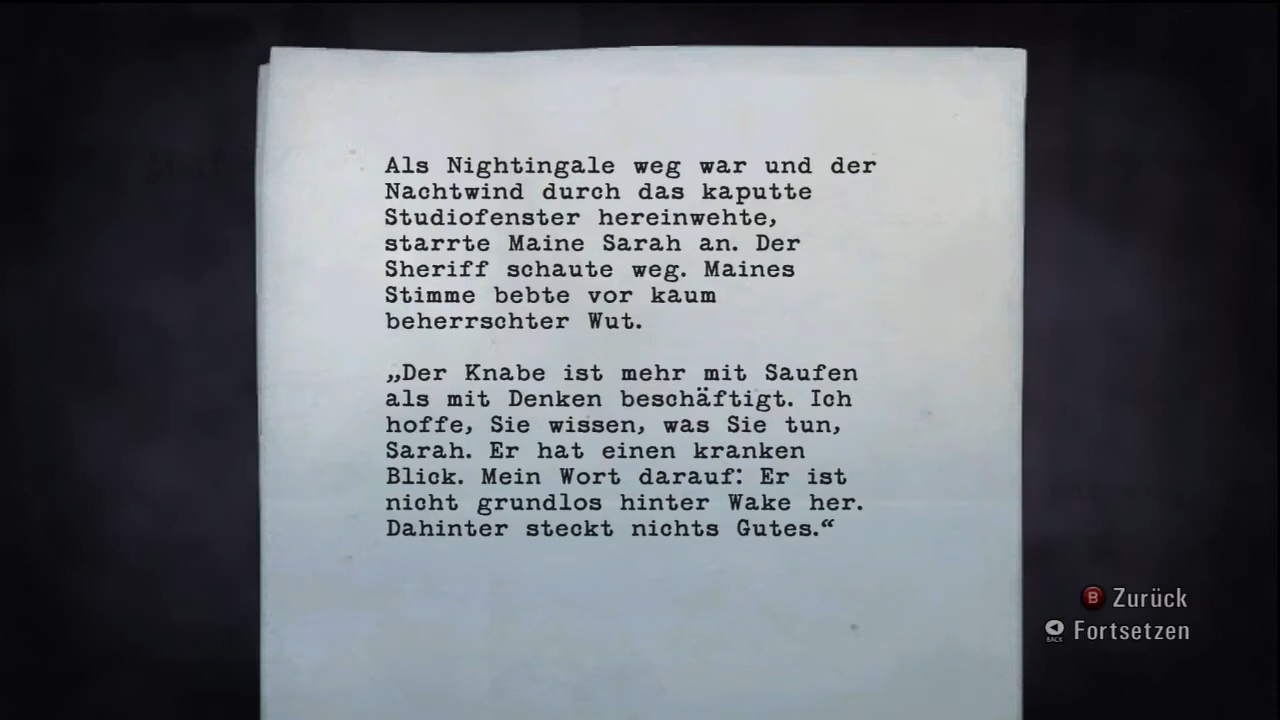 Als Nightingale weg war und der
Nachtwind durch das kaputte
Studiofenster hereinwehte,
starrte Maine Sarah an. Der
Sheriff schaute weg. Maines
Stimme bebte vor kaum
beherrschter Wut.
„Der Knabe ist mehr mit Saufen
als mit Denken beschäftigt. Ich
hoffe, Sie wissen, was Sie tun,
Sarah. Er hat einen kranken
Blick. Mein Wort darauf: Er ist
nicht grundlos hinter Wake her.
Dahinter steckt nichts Gutes.“
B Zurück
BACK Fortsetzen